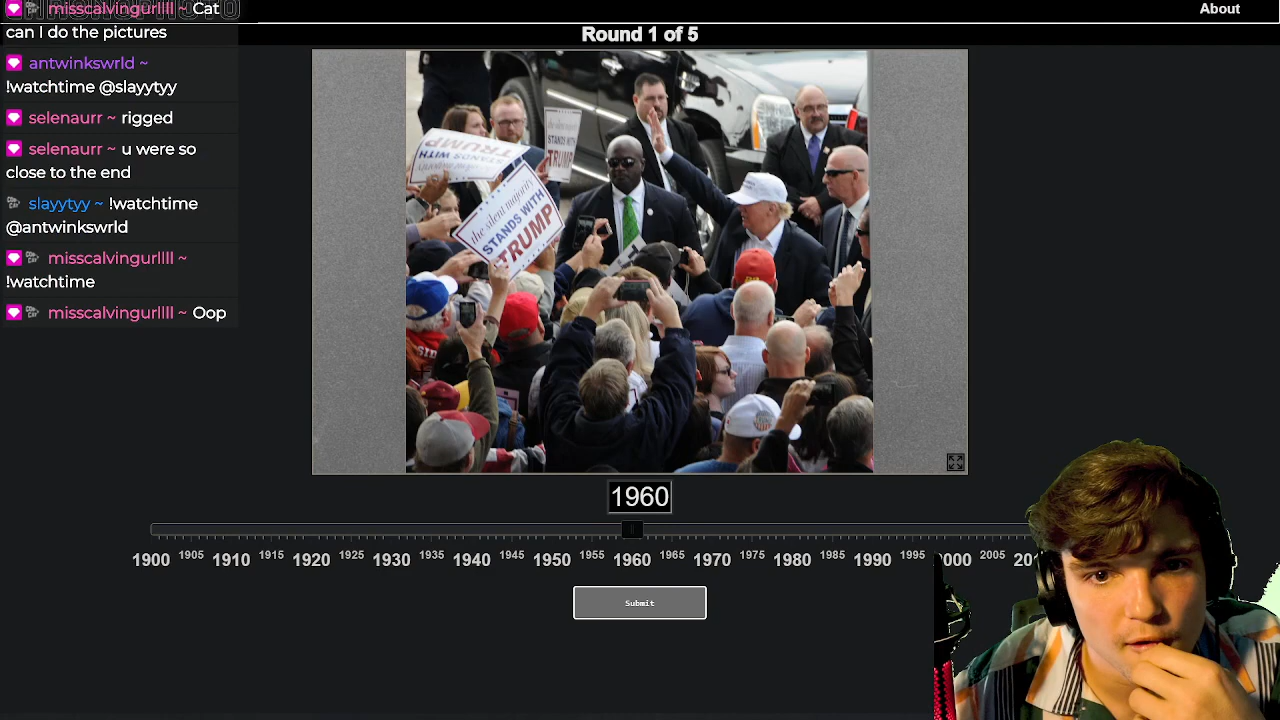 misscalvingurllll ~ Cat
About
can I do the pictures
Round 1 of 5
antwinkswrld ~
!watchtime @slayytyy
selenaurr ~ rigged
selenaurr ~ u were so
close to the end
slayytyy ~ !watchtime
@antwinkswrld
misscalvingurllll ~
!watchtime
misscalvingurllll ~ Oop
STANDS WITH
TRUMP
STANDS WITH
TRUMP
the silent majority
STANDS WITH
TRUMP
1960
1900 1905 1910 1915 1920 1925 1930 1935 1940 1945 1950 1955 1960 1965 1970 1975 1980 1985 1990 1995 2000 2005
Submit